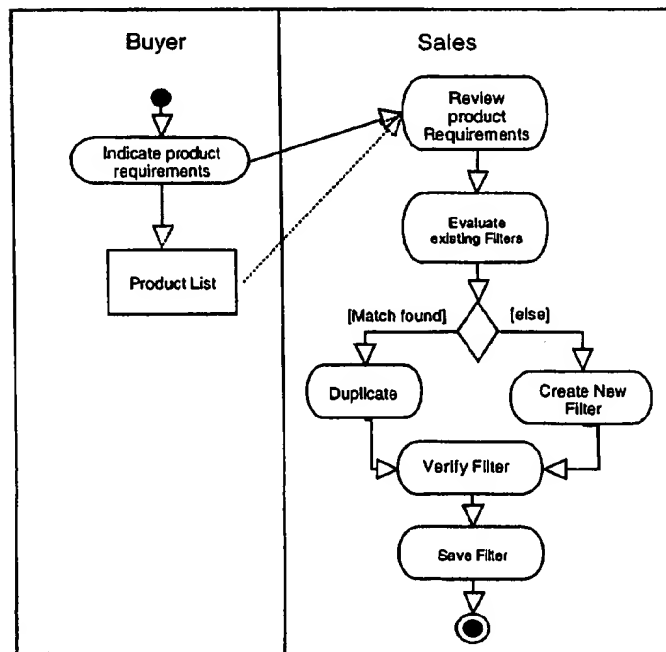 Buyer
Sales
Indicate product
requirements
Product List
Review
product
Requirements
Evaluate
existing Filters
[Match found]
[else]
Duplicate
Create New
Filter
Verify Filter
Save Filter